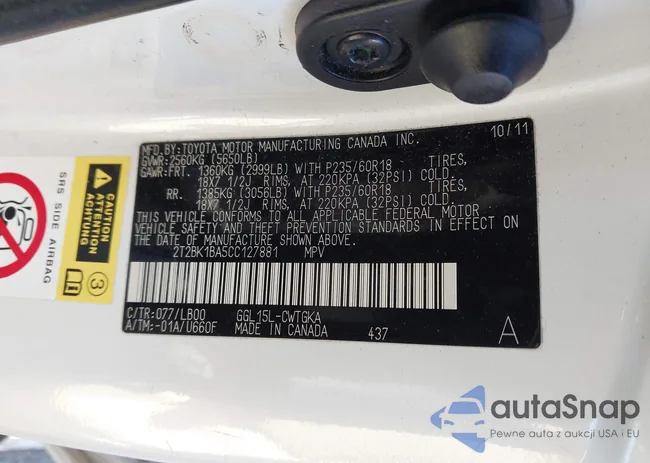 MFD. BY: TOYOTA MOTOR MANUFACTURING CANADA INC. 10/11
GVWR: 2560KG (5650LB)
GAWR: FRT. 1360KG (2999LB) WITH P235/60R18 TIRES,
18X7 1/2J RIMS, AT 220KPA (32PSI) COLD.
RR. 1385KG (3056LB) WITH P235/60R18 TIRES,
18X7 1/2J RIMS, AT 220KPA (32PSI) COLD.
THIS VEHICLE CONFORMS TO ALL APPLICABLE FEDERAL MOTOR
VEHICLE SAFETY AND THEFT PREVENTION STANDARDS IN EFFECT ON
THE DATE OF MANUFACTURE SHOWN ABOVE.
2T2BK1BA5CC127881 MPV
C/TR: 077/LB00 GGL15L-CWTGKA
A/TM: -01A/U660F MADE IN CANADA 437 A
SRS SIDE AIRBAG
CAUTION
ATTENTION
ACHTUNG
3
autaSnap
Pewne auta z aukcji USA i EU